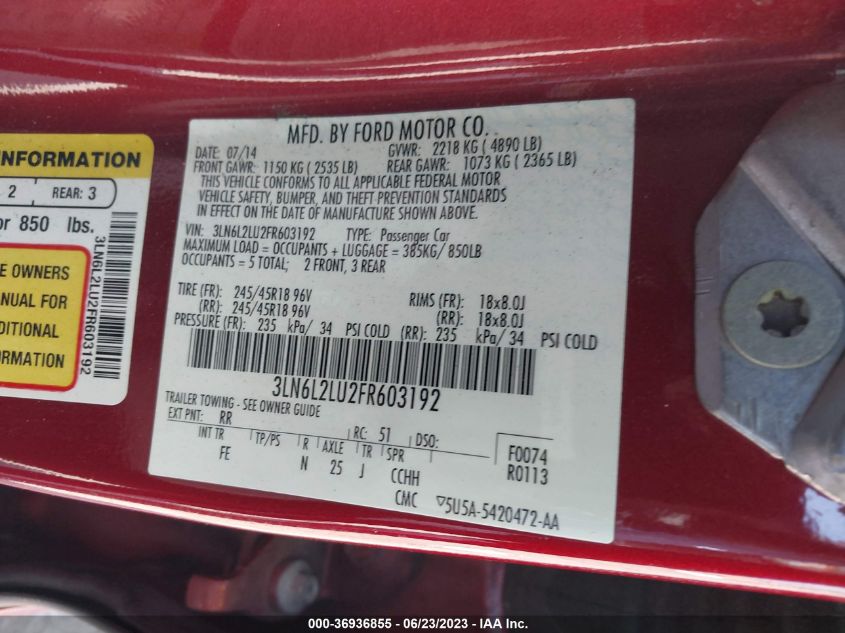 INFORMATION
2 REAR: 3
or 850 lbs.
E OWNERS
ANUAL FOR
DITIONAL
ORMATION
3LN6L2LU2FR603192
MFD. BY FORD MOTOR CO.
DATE: 07/14 GVWR: 2218 KG ( 4890 LB)
FRONT GAWR: 1150 KG ( 2535 LB) REAR GAWR: 1073 KG ( 2365 LB)
THIS VEHICLE CONFORMS TO ALL APPLICABLE FEDERAL MOTOR
VEHICLE SAFETY, BUMPER, AND THEFT PREVENTION STANDARDS
IN EFFECT ON THE DATE OF MANUFACTURE SHOWN ABOVE.
VIN: 3LN6L2LU2FR603192 TYPE: Passenger Car
MAXIMUM LOAD = OCCUPANTS + LUGGAGE = 385KG/ 850LB
OCCUPANTS = 5 TOTAL; 2 FRONT, 3 REAR
TIRE (FR): 245/45R18 96V RIMS (FR): 18x8.0J
(RR): 245/45R18 96V (RR): 18x8.0J
PRESSURE (FR): 235 kPa/ 34 PSI COLD (RR): 235 kPa/ 34 PSI COLD
3LN6L2LU2FR603192
TRAILER TOWING - SEE OWNER GUIDE
EXT PNT: RR RC: 51 DSO:
INT TR TP/PS R AXLE TR SPR F0074
FE N 25 J CCHH R0113
CMC ▽5U5A-5420472-AA
000-36936855 - 06/23/2023 - IAA Inc.